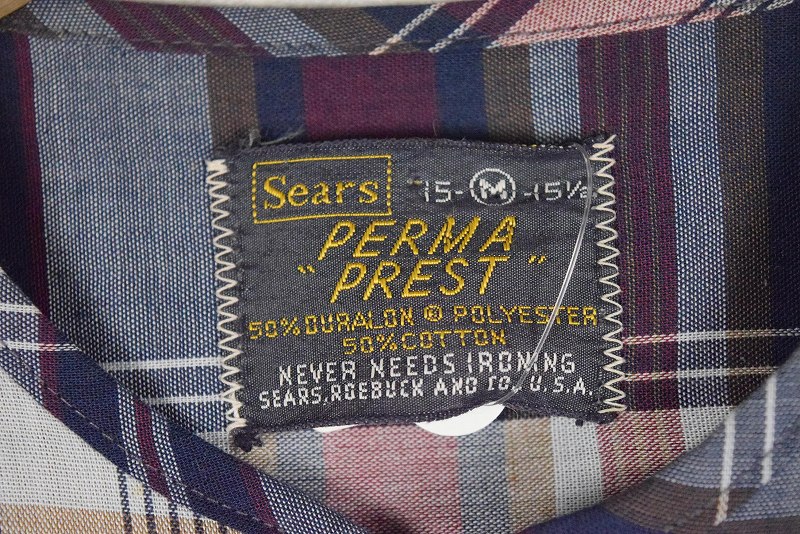 Sears 15-M-15½
PERMA
"PREST"
50% DURALON ® POLYESTER
50% COTTON
NEVER NEEDS IRONING
SEARS, ROEBUCK AND CO. U.S.A.